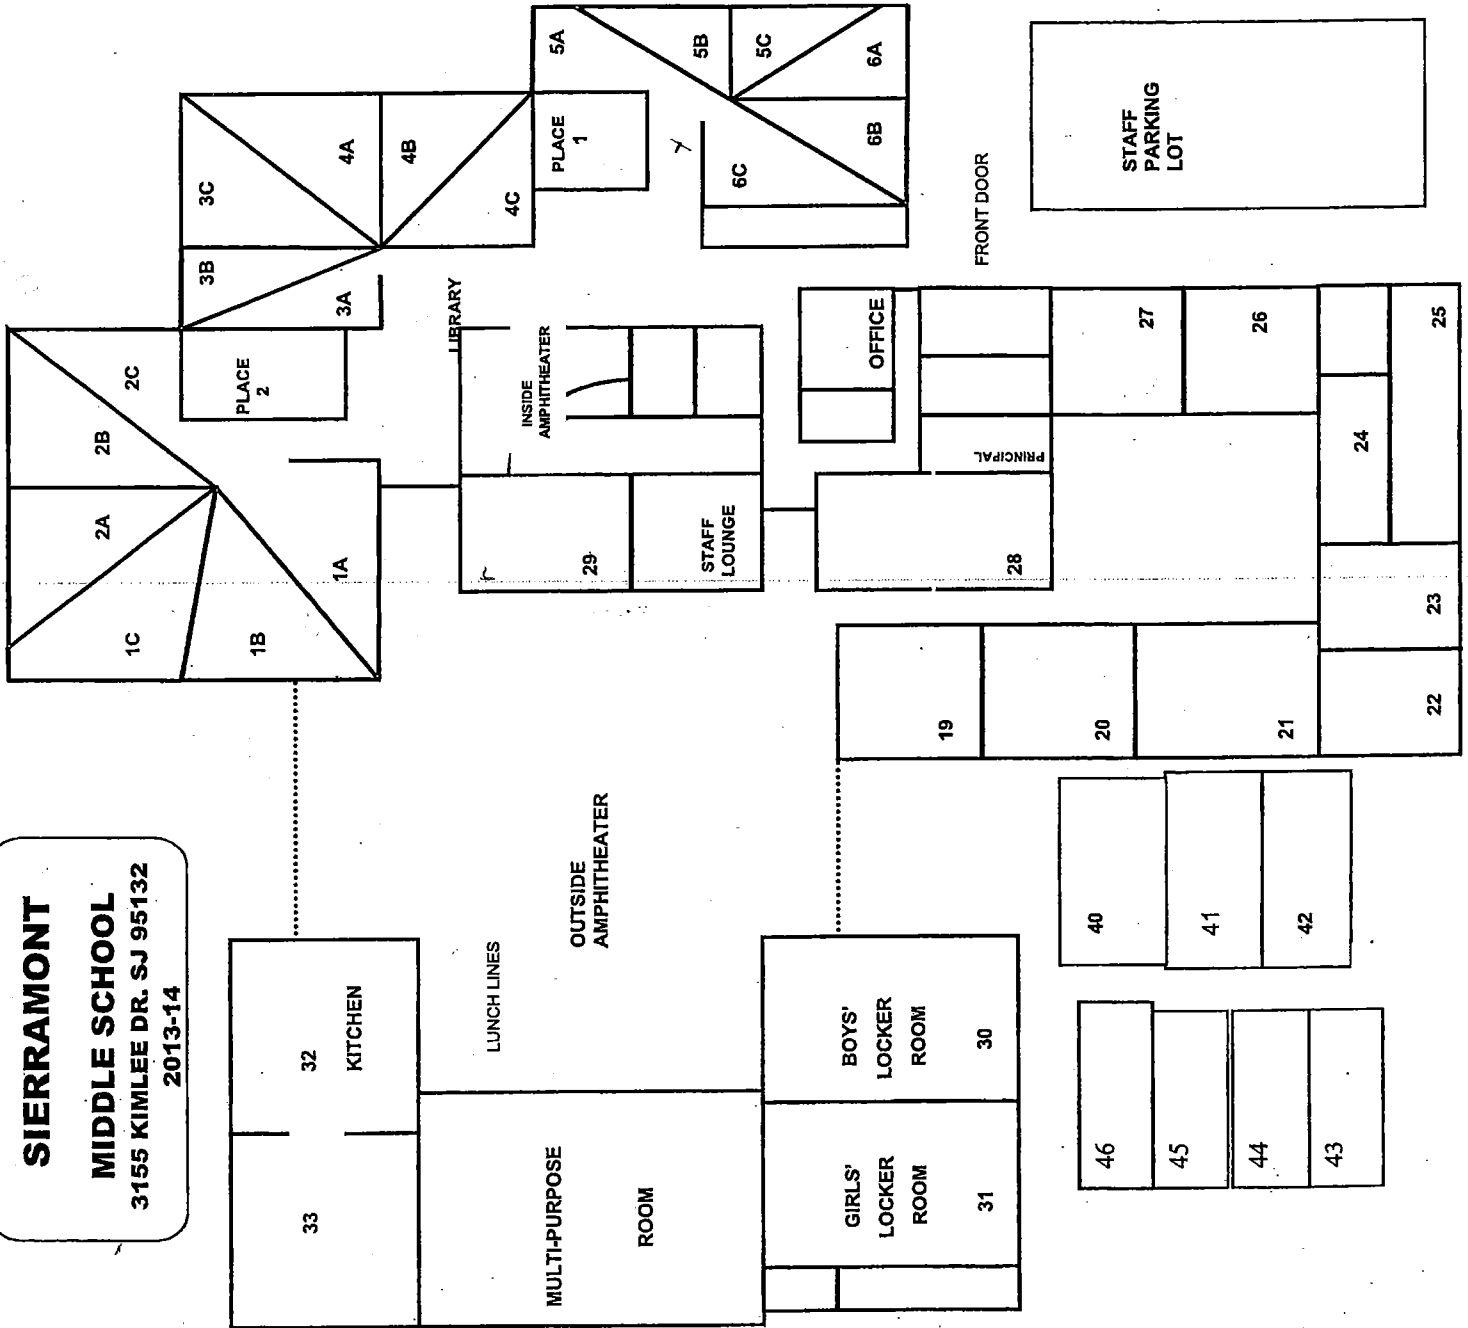 SIERRAMONT
MIDDLE SCHOOL
3155 KIMLEE DR. SJ 95132
2013-14
33
32
KITCHEN
MULTI-PURPOSE
ROOM
LUNCH LINES
OUTSIDE
AMPHITHEATER
GIRLS'
LOCKER
ROOM
31
BOYS'
LOCKER
ROOM
30
46
45
44
43
40
41
42
1C
1B
1A
2A
2B
2C
PLACE
2
3A
3B
3C
4A
4B
4C
PLACE
1
5A
5B
5C
6A
6B
6C
LIBRARY
INSIDE
AMPHITHEATER
29
STAFF
LOUNGE
OFFICE
PRINCIPAL
28
27
26
25
24
23
22
21
20
19
FRONT DOOR
STAFF
PARKING
LOT